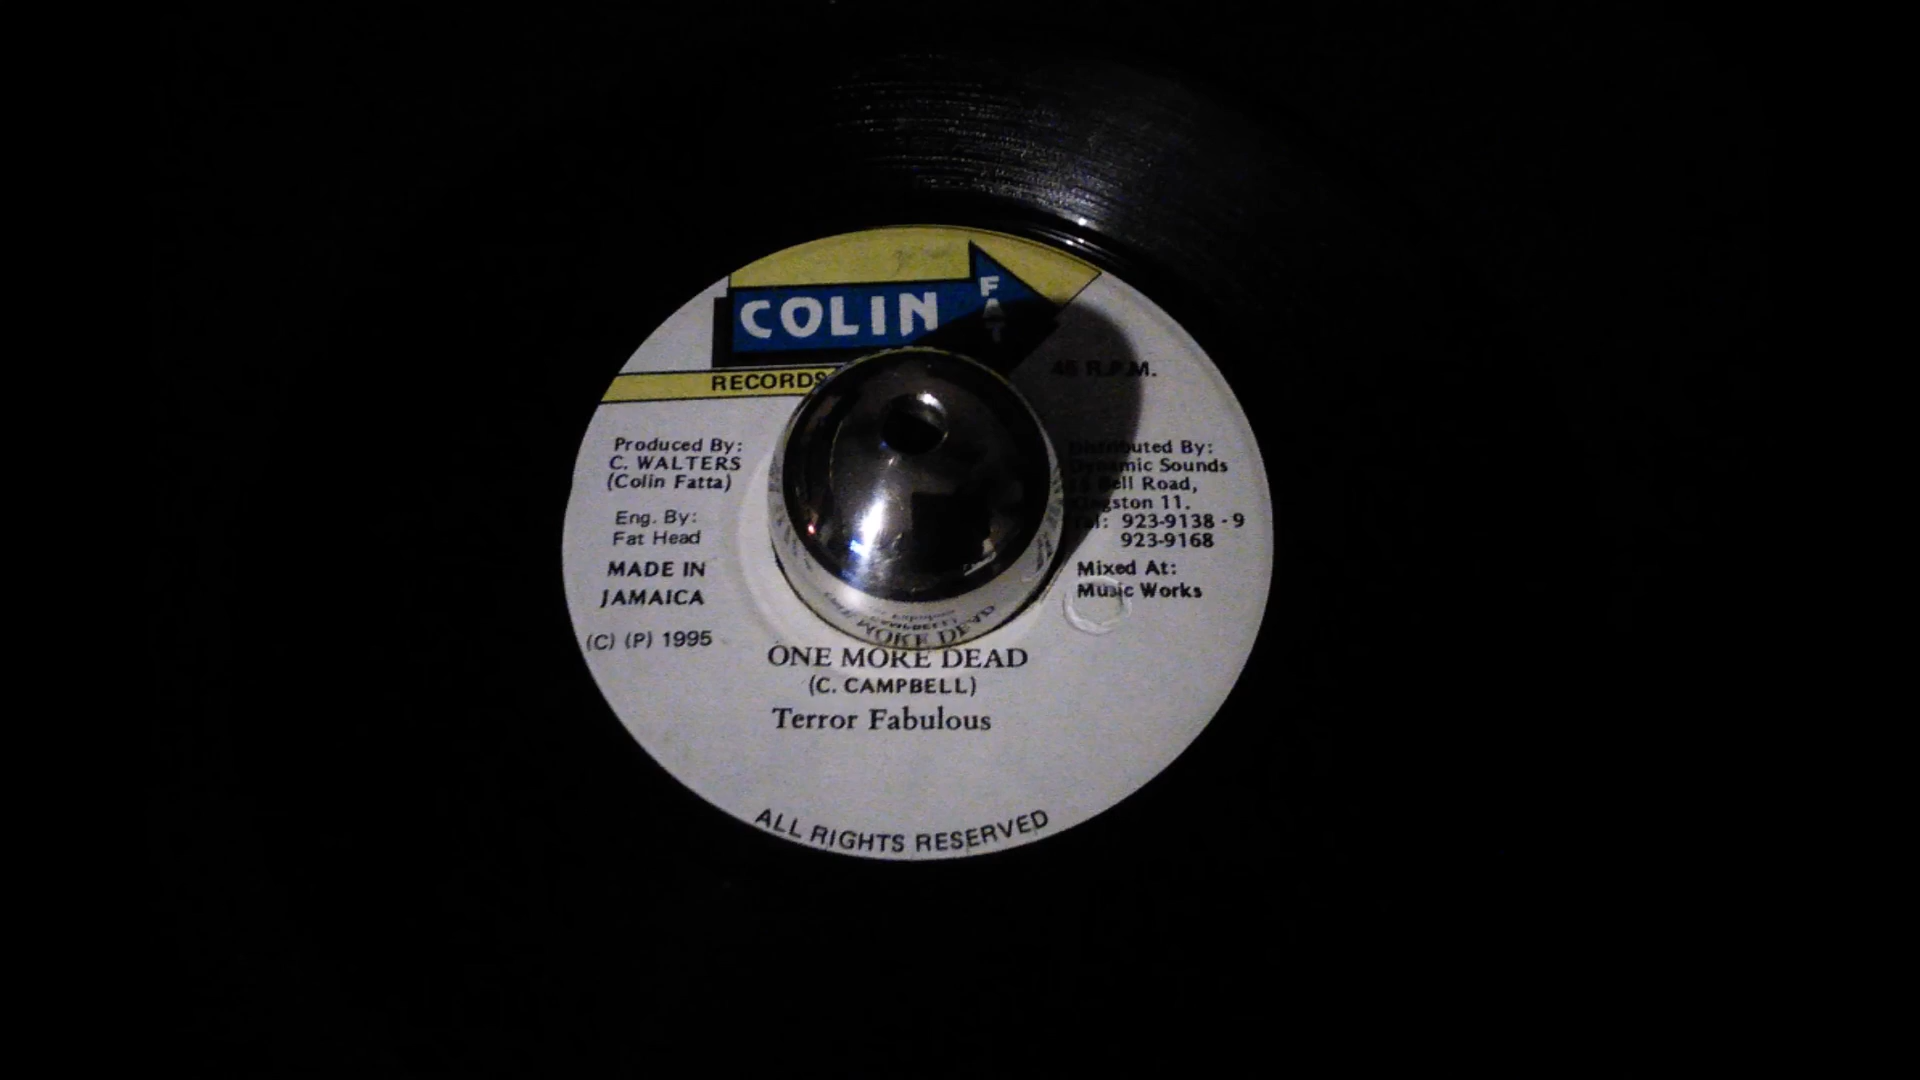 COLIN
FAT
RECORDS
45 R.P.M.
Produced By:
C. WALTERS
(Colin Fatta)
Eng. By:
Fat Head
MADE IN
JAMAICA
(C) (P) 1995
Distributed By:
Dynamic Sounds
Bell Road,
Kingston 11.
Tel: 923-9138 - 9
923-9168
Mixed At:
Music Works
ONE MORE DEAD
(C. CAMPBELL)
Terror Fabulous
ALL RIGHTS RESERVED